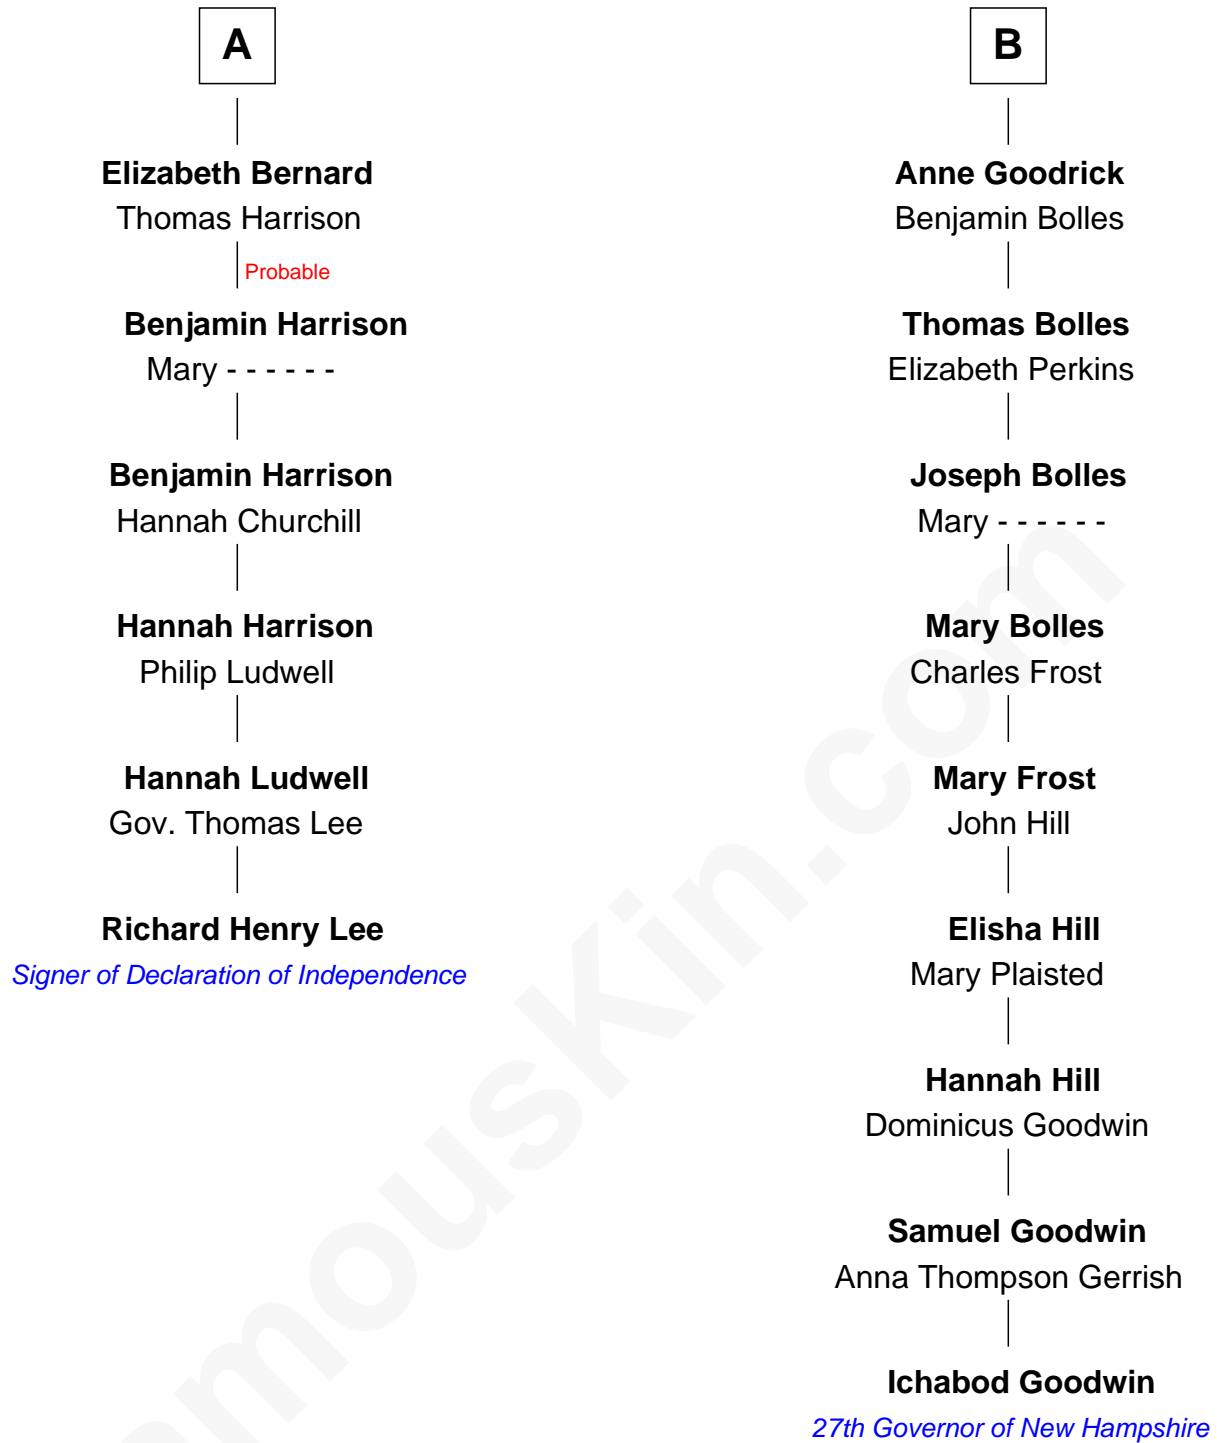 A
Elizabeth Bernard
Thomas Harrison
Probable
Benjamin Harrison
Mary - - - - - -
Benjamin Harrison
Hannah Churchill
Hannah Harrison
Philip Ludwell
Hannah Ludwell
Gov. Thomas Lee
Richard Henry Lee
Signer of Declaration of Independence
B
Anne Goodrick
Benjamin Bolles
Thomas Bolles
Elizabeth Perkins
Joseph Bolles
Mary - - - - - -
Mary Bolles
Charles Frost
Mary Frost
John Hill
Elisha Hill
Mary Plaisted
Hannah Hill
Dominicus Goodwin
Samuel Goodwin
Anna Thompson Gerrish
Ichabod Goodwin
27th Governor of New Hampshire
amouskin.com